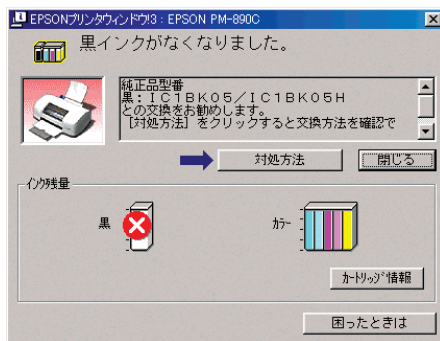 EPSONプリンタウィンドウ!3 : EPSON PM-890C
黒インクがなくなりました。
純正品型番
黒：IC1BK05／IC1BK05H
との交換をお勧めします。
［対処方法］をクリックすると交換方法を確認で
対処方法
閉じる
インク残量
黒
カラー
カートリッジ情報
困ったときは